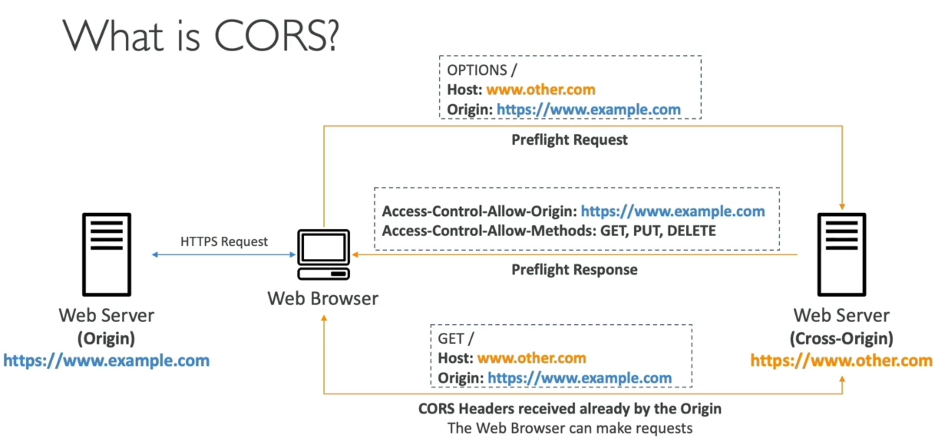 What is CORS?
OPTIONS /
Host: www.other.com
Origin: https://www.example.com
Preflight Request
Access-Control-Allow-Origin: https://www.example.com
Access-Control-Allow-Methods: GET, PUT, DELETE
Preflight Response
HTTPS Request
Web Browser
Web Server
(Origin)
https://www.example.com
Web Server
(Cross-Origin)
https://www.other.com
GET /
Host: www.other.com
Origin: https://www.example.com
CORS Headers received already by the Origin
The Web Browser can make requests